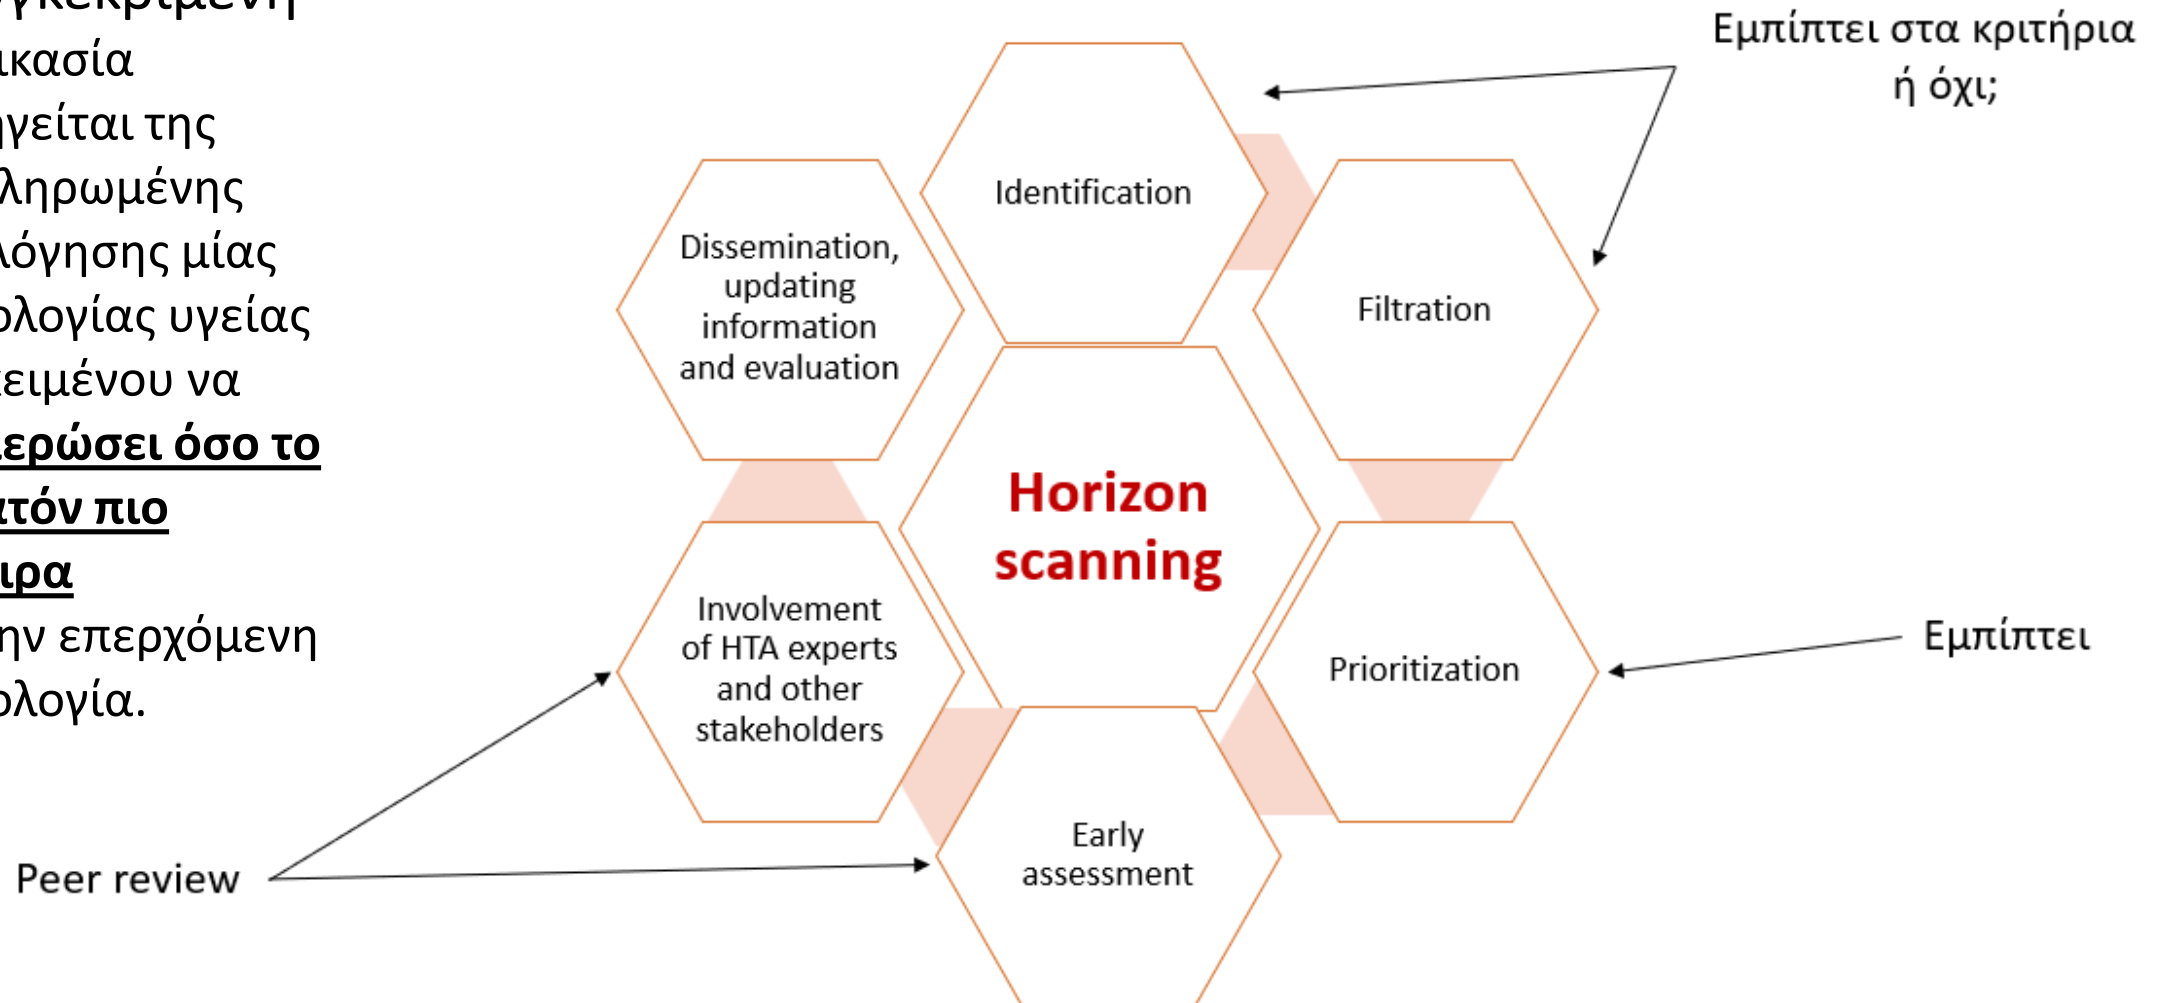 γκεκριμένη
ικασία
ηγείται της
ληρωμένης
λόγησης μίας
ολογίας υγείας
ειμένου να
ερώσει όσο το
ατόν πιο
ιρα
ην επερχόμενη
ολογία.
Εμπίπτει στα κριτήρια
ή όχι;
Identification
Filtration
Dissemination,
updating
information
and evaluation
Horizon
scanning
Involvement
of HTA experts
and other
stakeholders
Prioritization
Εμπίπτει
Early
assessment
Peer review